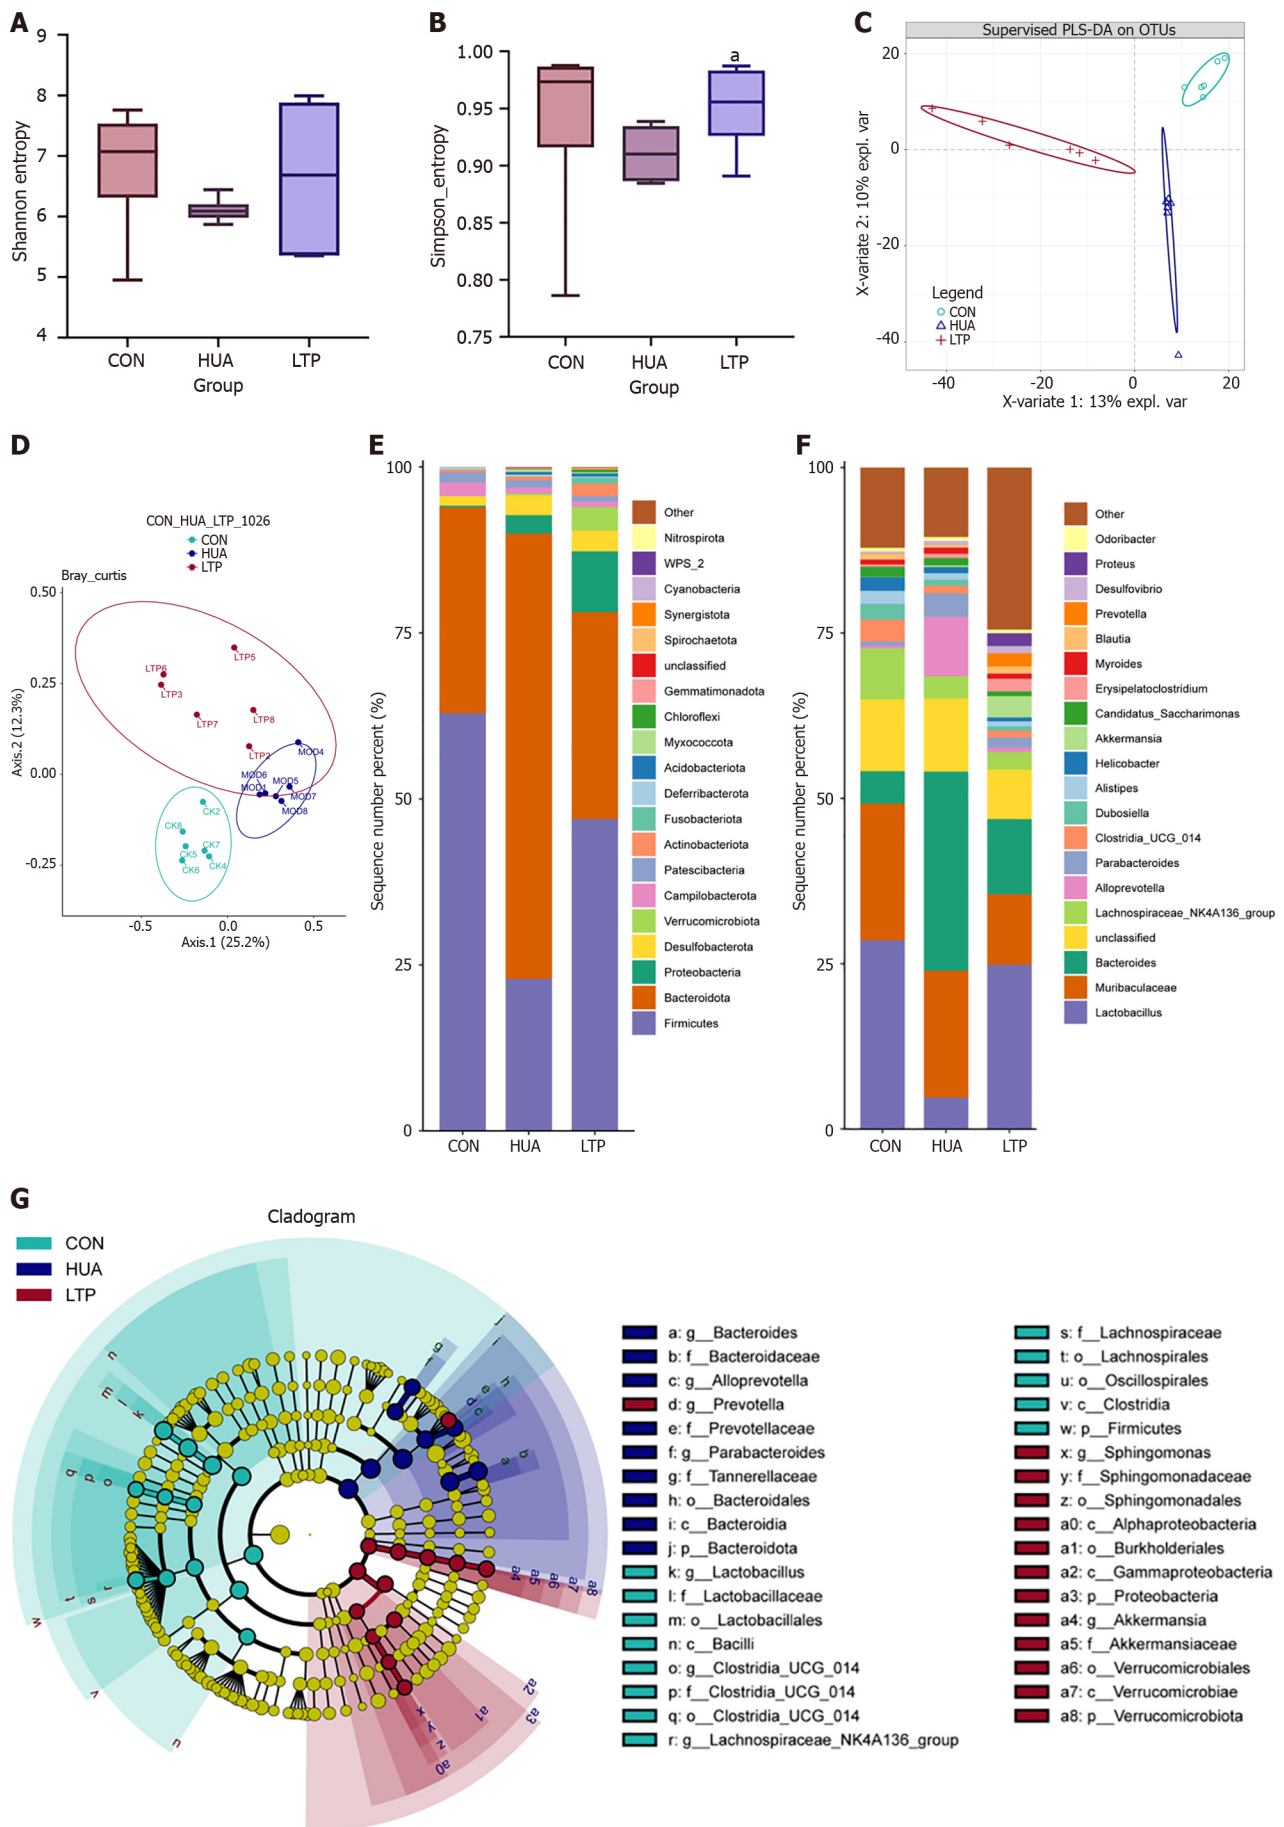 A
9
8
7
6
5
4
Shannon entropy
CON HUA LTP
Group
B
1.00
0.95
0.90
0.85
0.80
0.75
Simpson_entropy
a
CON HUA LTP
Group
C
Supervised PLS-DA on OTUs
20
0
-20
-40
X-variate 2: 10% expl. var
Legend
CON
HUA
LTP
-40 -20 0 20
X-variate 1: 13% expl. var
D
CON_HUA_LTP_1026
CON
HUA
LTP
Bray_curtis
0.50
0.25
0.00
-0.25
Axis.2 (12.3%)
LTP5
LTP6
LTP3
LTP7
LTP8
LTP2
MOD4
MOD6
MOD5
MOD1
MOD7
MOD8
CK2
CK8
CK7
CK5
CK4
CK6
-0.5 0.0 0.5
Axis.1 (25.2%)
E
100
75
50
25
0
Sequence number percent (%)
CON HUA LTP
Other
Nitrospirota
WPS_2
Cyanobacteria
Synergistota
Spirochaetota
unclassified
Gemmatimonadota
Chloroflexi
Myxococcota
Acidobacteriota
Deferribacterota
Fusobacteriota
Actinobacteriota
Patescibacteria
Campilobacterota
Verrucomicrobiota
Desulfobacterota
Proteobacteria
Bacteroidota
Firmicutes
F
100
75
50
25
0
Sequence number percent (%)
CON HUA LTP
Other
Odoribacter
Proteus
Desulfovibrio
Prevotella
Blautia
Myroides
Erysipelatoclostridium
Candidatus_Saccharimonas
Akkermansia
Helicobacter
Alistipes
Dubosiella
Clostridia_UCG_014
Parabacteroides
Alloprevotella
Lachnospiraceae_NK4A136_group
unclassified
Bacteroides
Muribaculaceae
Lactobacillus
G
Cladogram
CON
HUA
LTP
n
m
l
k
q
p
o
w
t
s
r
v
u
j
i
g
f
h
e
d
c
b
a
a4
a5
a6
a7
a8
x
y
z
a0
a1
a2
a3
a: g__Bacteroides
b: f__Bacteroidaceae
c: g__Alloprevotella
d: g__Prevotella
e: f__Prevotellaceae
f: g__Parabacteroides
g: f__Tannerellaceae
h: o__Bacteroidales
i: c__Bacteroidia
j: p__Bacteroidota
k: g__Lactobacillus
l: f__Lactobacillaceae
m: o__Lactobacillales
n: c__Bacilli
o: g__Clostridia_UCG_014
p: f__Clostridia_UCG_014
q: o__Clostridia_UCG_014
r: g__Lachnospiraceae_NK4A136_group
s: f__Lachnospiraceae
t: o__Lachnospirales
u: o__Oscillospirales
v: c__Clostridia
w: p__Firmicutes
x: g__Sphingomonas
y: f__Sphingomonadaceae
z: o__Sphingomonadales
a0: c__Alphaproteobacteria
a1: o__Burkholderiales
a2: c__Gammaproteobacteria
a3: p__Proteobacteria
a4: g__Akkermansia
a5: f__Akkermansiaceae
a6: o__Verrucomicrobiales
a7: c__Verrucomicrobiae
a8: p__Verrucomicrobiota